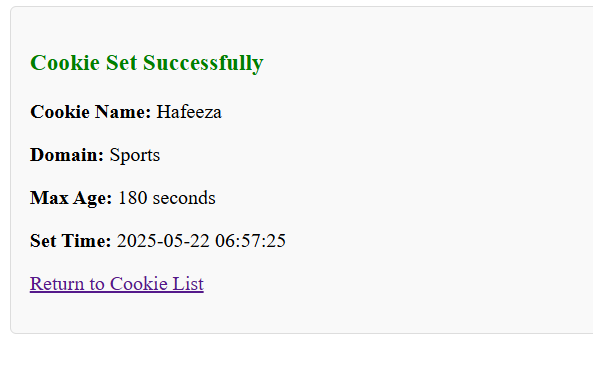 Cookie Set Successfully
Cookie Name: Hafeeza
Domain: Sports
Max Age: 180 seconds
Set Time: 2025-05-22 06:57:25
Return to Cookie List